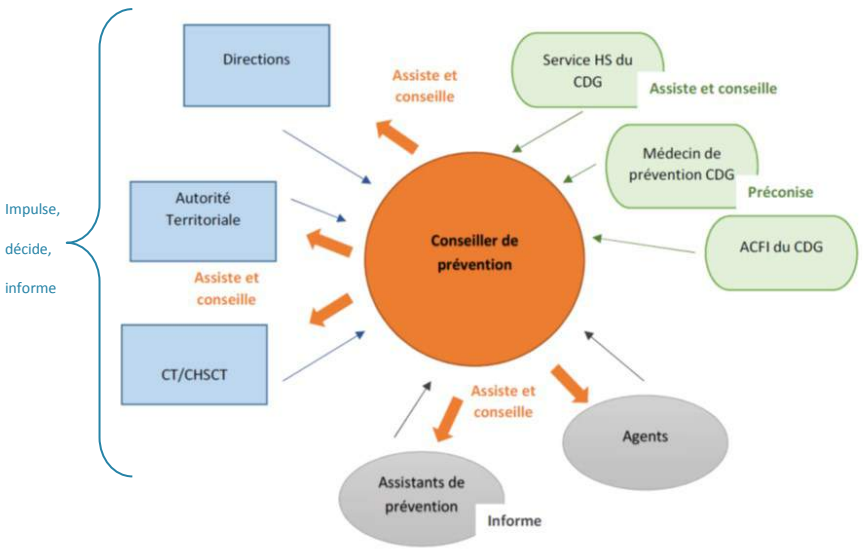 Directions
Service HS du
CDG
Assiste et
conseille
Assiste et conseille
Médecin de
prévention CDG
Préconise
Autorité
Territoriale
Impulse,
décide,
informe
Conseiller de
prévention
ACFI du CDG
Assiste et
conseille
CT/CHSCT
Assiste et
conseille
Agents
Assistants de
prévention
Informe